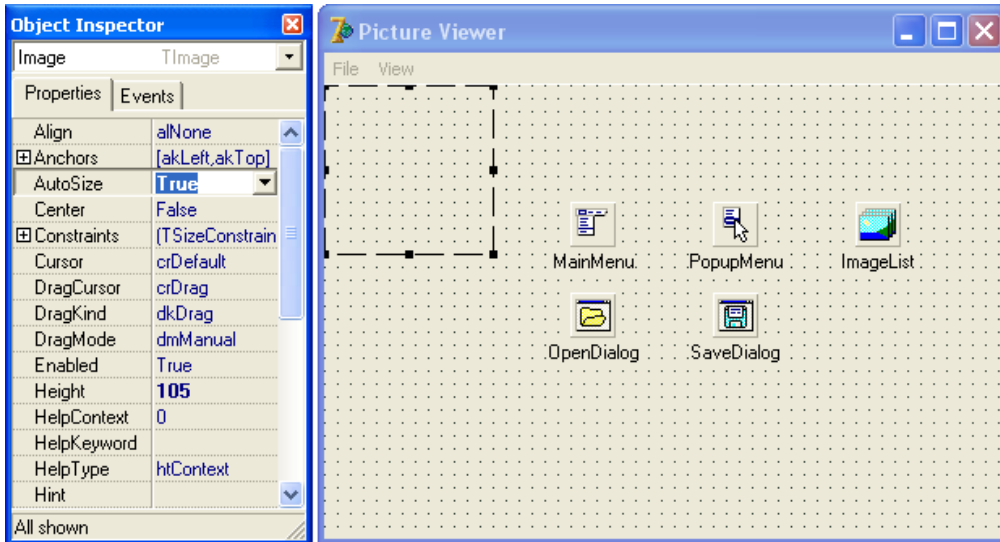 Object Inspector
Image TImage
Properties Events
Align alNone
Anchors [akLeft,akTop]
AutoSize True
Center False
Constraints (TSizeConstrain
Cursor crDefault
DragCursor crDrag
DragKind dkDrag
DragMode dmManual
Enabled True
Height 105
HelpContext 0
HelpKeyword
HelpType htContext
Hint
All shown
Picture Viewer
File View
MainMenu PopupMenu ImageList
OpenDialog SaveDialog